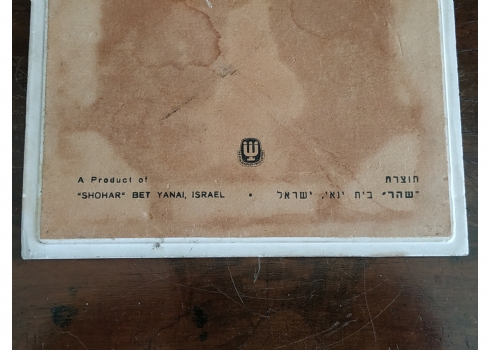 A Product of
"SHOHAR" BET YANAI, ISRAEL •
תוצרת
"שהר" בית ינאי, ישראל